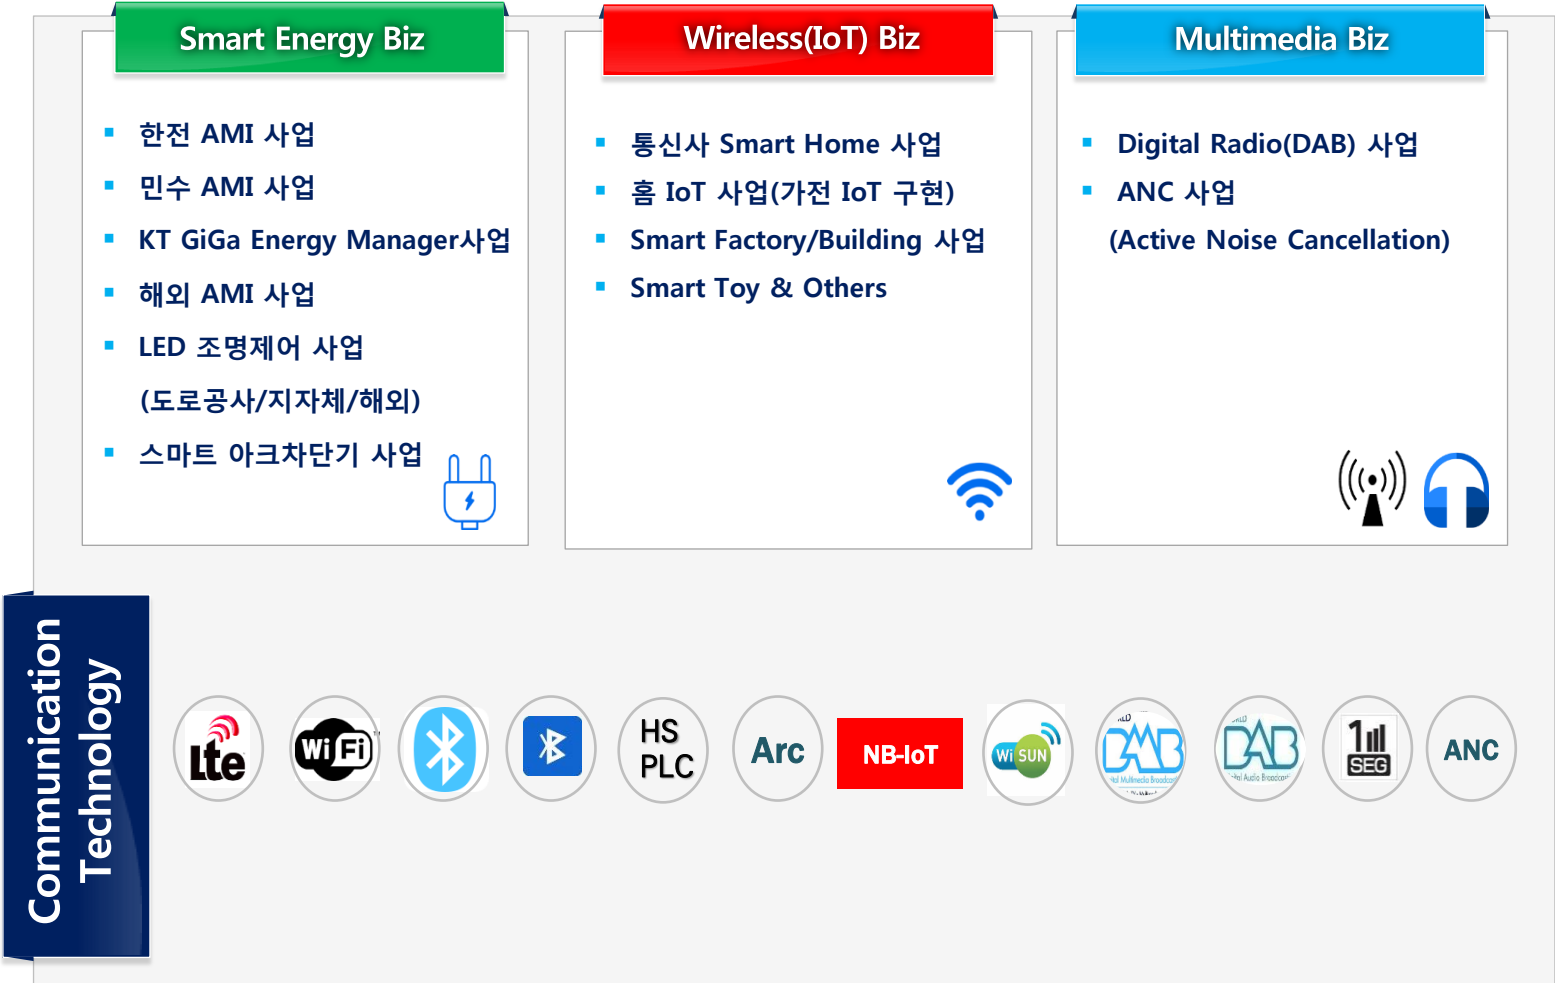 Smart Energy Biz
한전 AMI 사업
민수 AMI 사업
KT GiGa Energy Manager사업
해외 AMI 사업
LED 조명제어 사업
(도로공사/지자체/해외)
스마트 아크차단기 사업
Wireless(IoT) Biz
통신사 Smart Home 사업
홈 IoT 사업(가전 IoT 구현)
Smart Factory/Building 사업
Smart Toy & Others
Multimedia Biz
Digital Radio(DAB) 사업
ANC 사업
(Active Noise Cancellation)
Communication
Technology
Lte
Wi Fi
HS
PLC
Arc
NB-IoT
Wi SUN
DMB
Multimedia
DAB
Audio
1
SEG
ANC